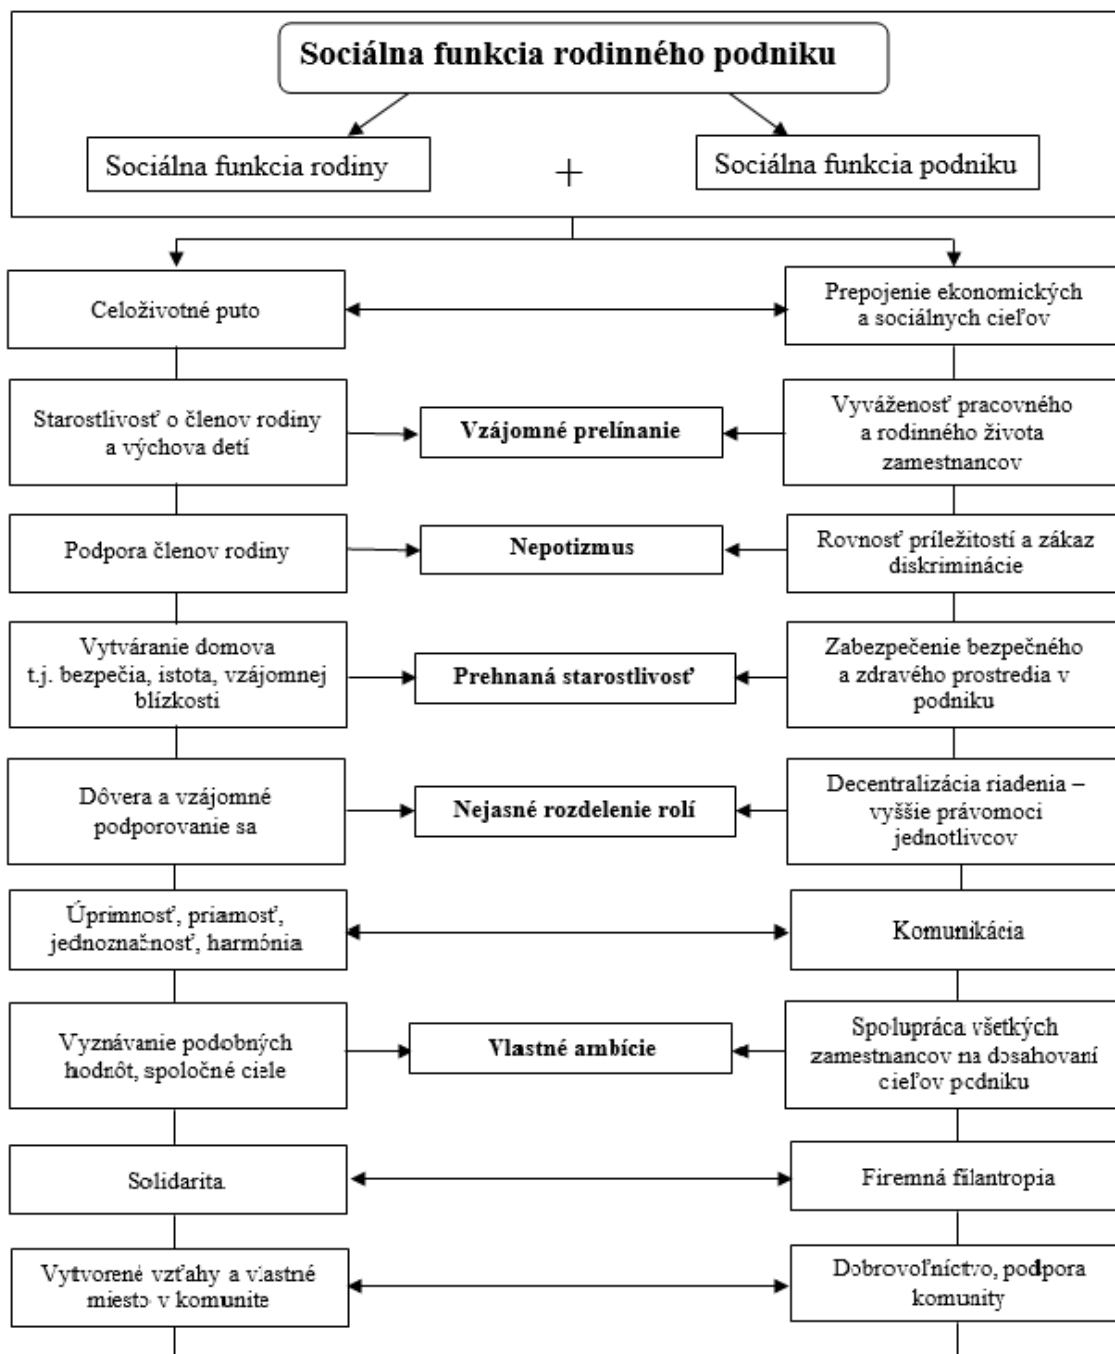 Sociálna funkcia rodinného podniku
Sociálna funkcia rodiny
+
Sociálna funkcia podniku
Celoživotné puto
Prepojenie ekonomických
a sociálnych cieľov
Starostlivosť o členov rodiny
a výchova detí
Vzájomné prelínanie
Vyváženosť pracovného
a rodinného života
zamestnancov
Podpora členov rodiny
Nepotizmus
Rovnosť príležitostí a zákaz
diskriminácie
Vytváranie domova
t.j. bezpečia, istota, vzájomnej
blízkosti
Prehnaná starostlivosť
Zabezpečenie bezpečného
a zdravého prostredia v
podniku
Dôvera a vzájomné
podporovanie sa
Nejasné rozdelenie rolí
Decentralizácia riadenia –
vyššie právomoci
jednotlivcov
Úprimnosť, priamosť,
jednoznačnosť, harmónia
Komunikácia
Vyznávanie podobných
hodnôt, spoločné ciele
Vlastné ambície
Spolupráca všetkých
zamestnancov na dosahovaní
cieľov podniku
Solidarita
Firemná filantropia
Vytvorené vzťahy a vlastné
miesto v komunite
Dobrovoľníctvo, podpora
komunity